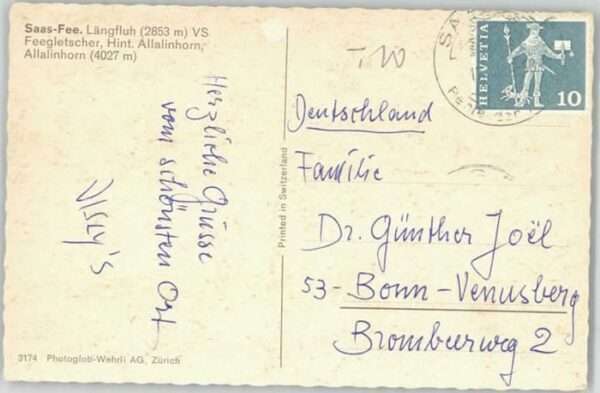 Saas-Fee. Längfluh (2853 m) VS
Feegletscher, Hint. Allalinhorn,
Allalinhorn (4027 m)
Herzliche Grüsse
vom schönsten Ort
3174 Photoglob-Wehrli AG, Zürich
Printed in Switzerland
HELVETIA
10
Deutschland
Familie
Dr. Günther Joël
53-Bonn-Venusberg
Bromberweg 2